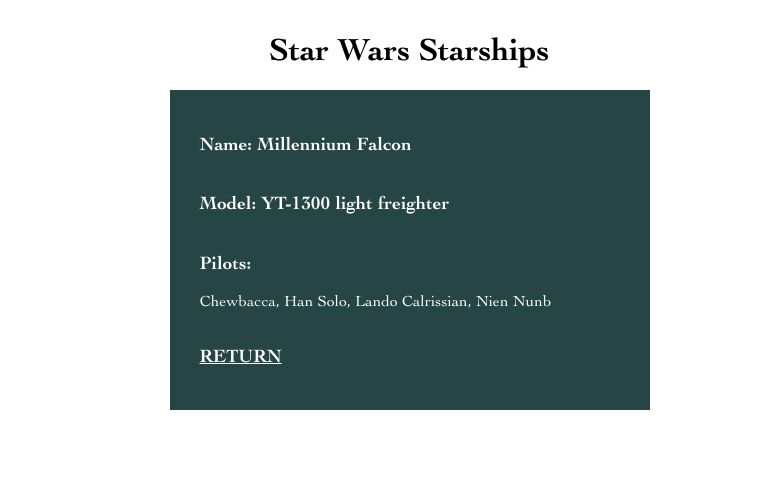 Star Wars Starships
Name: Millennium Falcon
Model: YT-1300 light freighter
Pilots:
Chewbacca, Han Solo, Lando Calrissian, Nien Nunb
RETURN